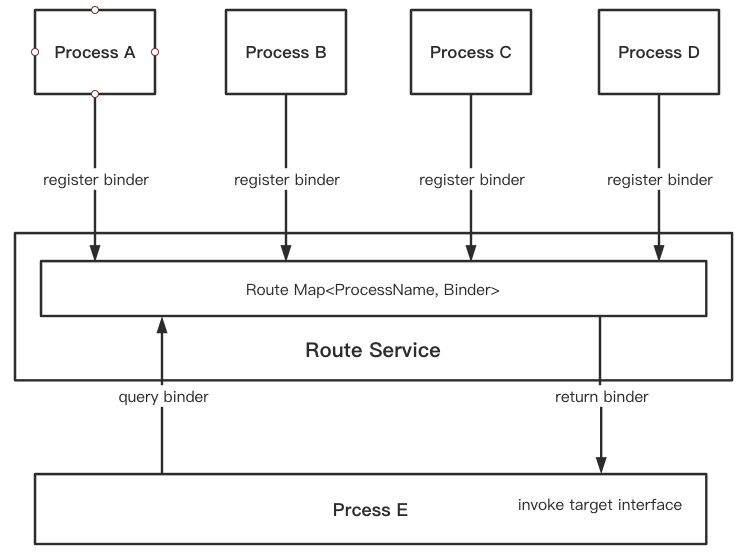 Process A
Process B
Process C
Process D
register binder
register binder
register binder
register binder
Route Map<ProcessName, Binder>
Route Service
query binder
return binder
Prcess E
invoke target interface